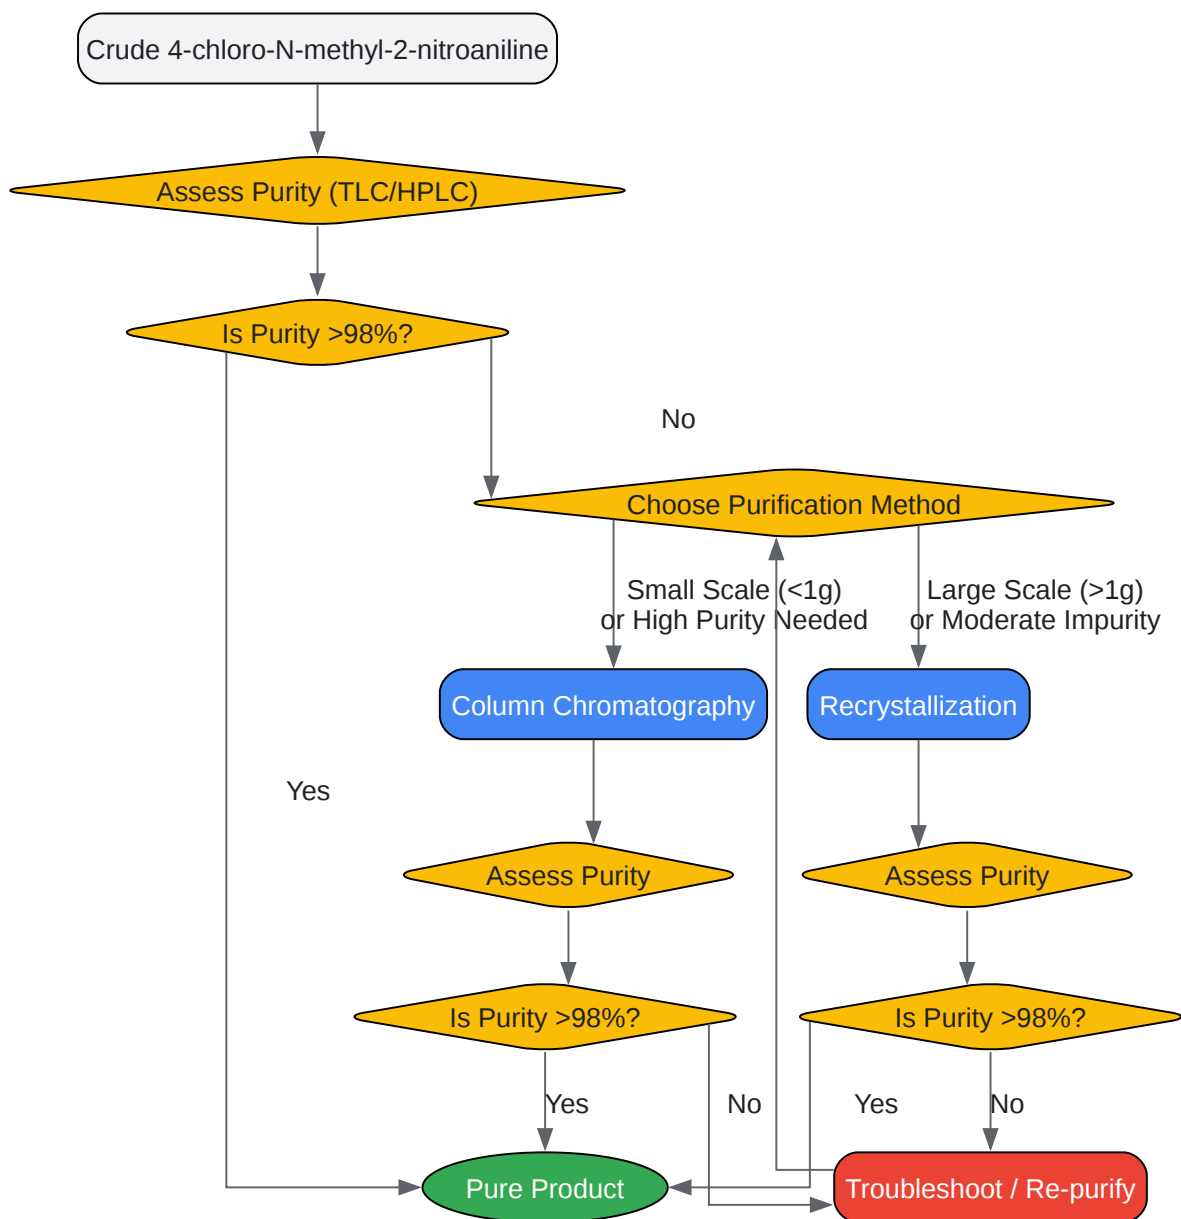 Crude 4-chloro-N-methyl-2-nitroaniline
Assess Purity (TLC/HPLC)
Is Purity >98%?
No
Choose Purification Method
Small Scale (<1g)
or High Purity Needed
Large Scale (>1g)
or Moderate Impurity
Column Chromatography
Recrystallization
Yes
Assess Purity
Assess Purity
Is Purity >98%?
Is Purity >98%?
Yes
No
Yes
No
Pure Product
Troubleshoot / Re-purify